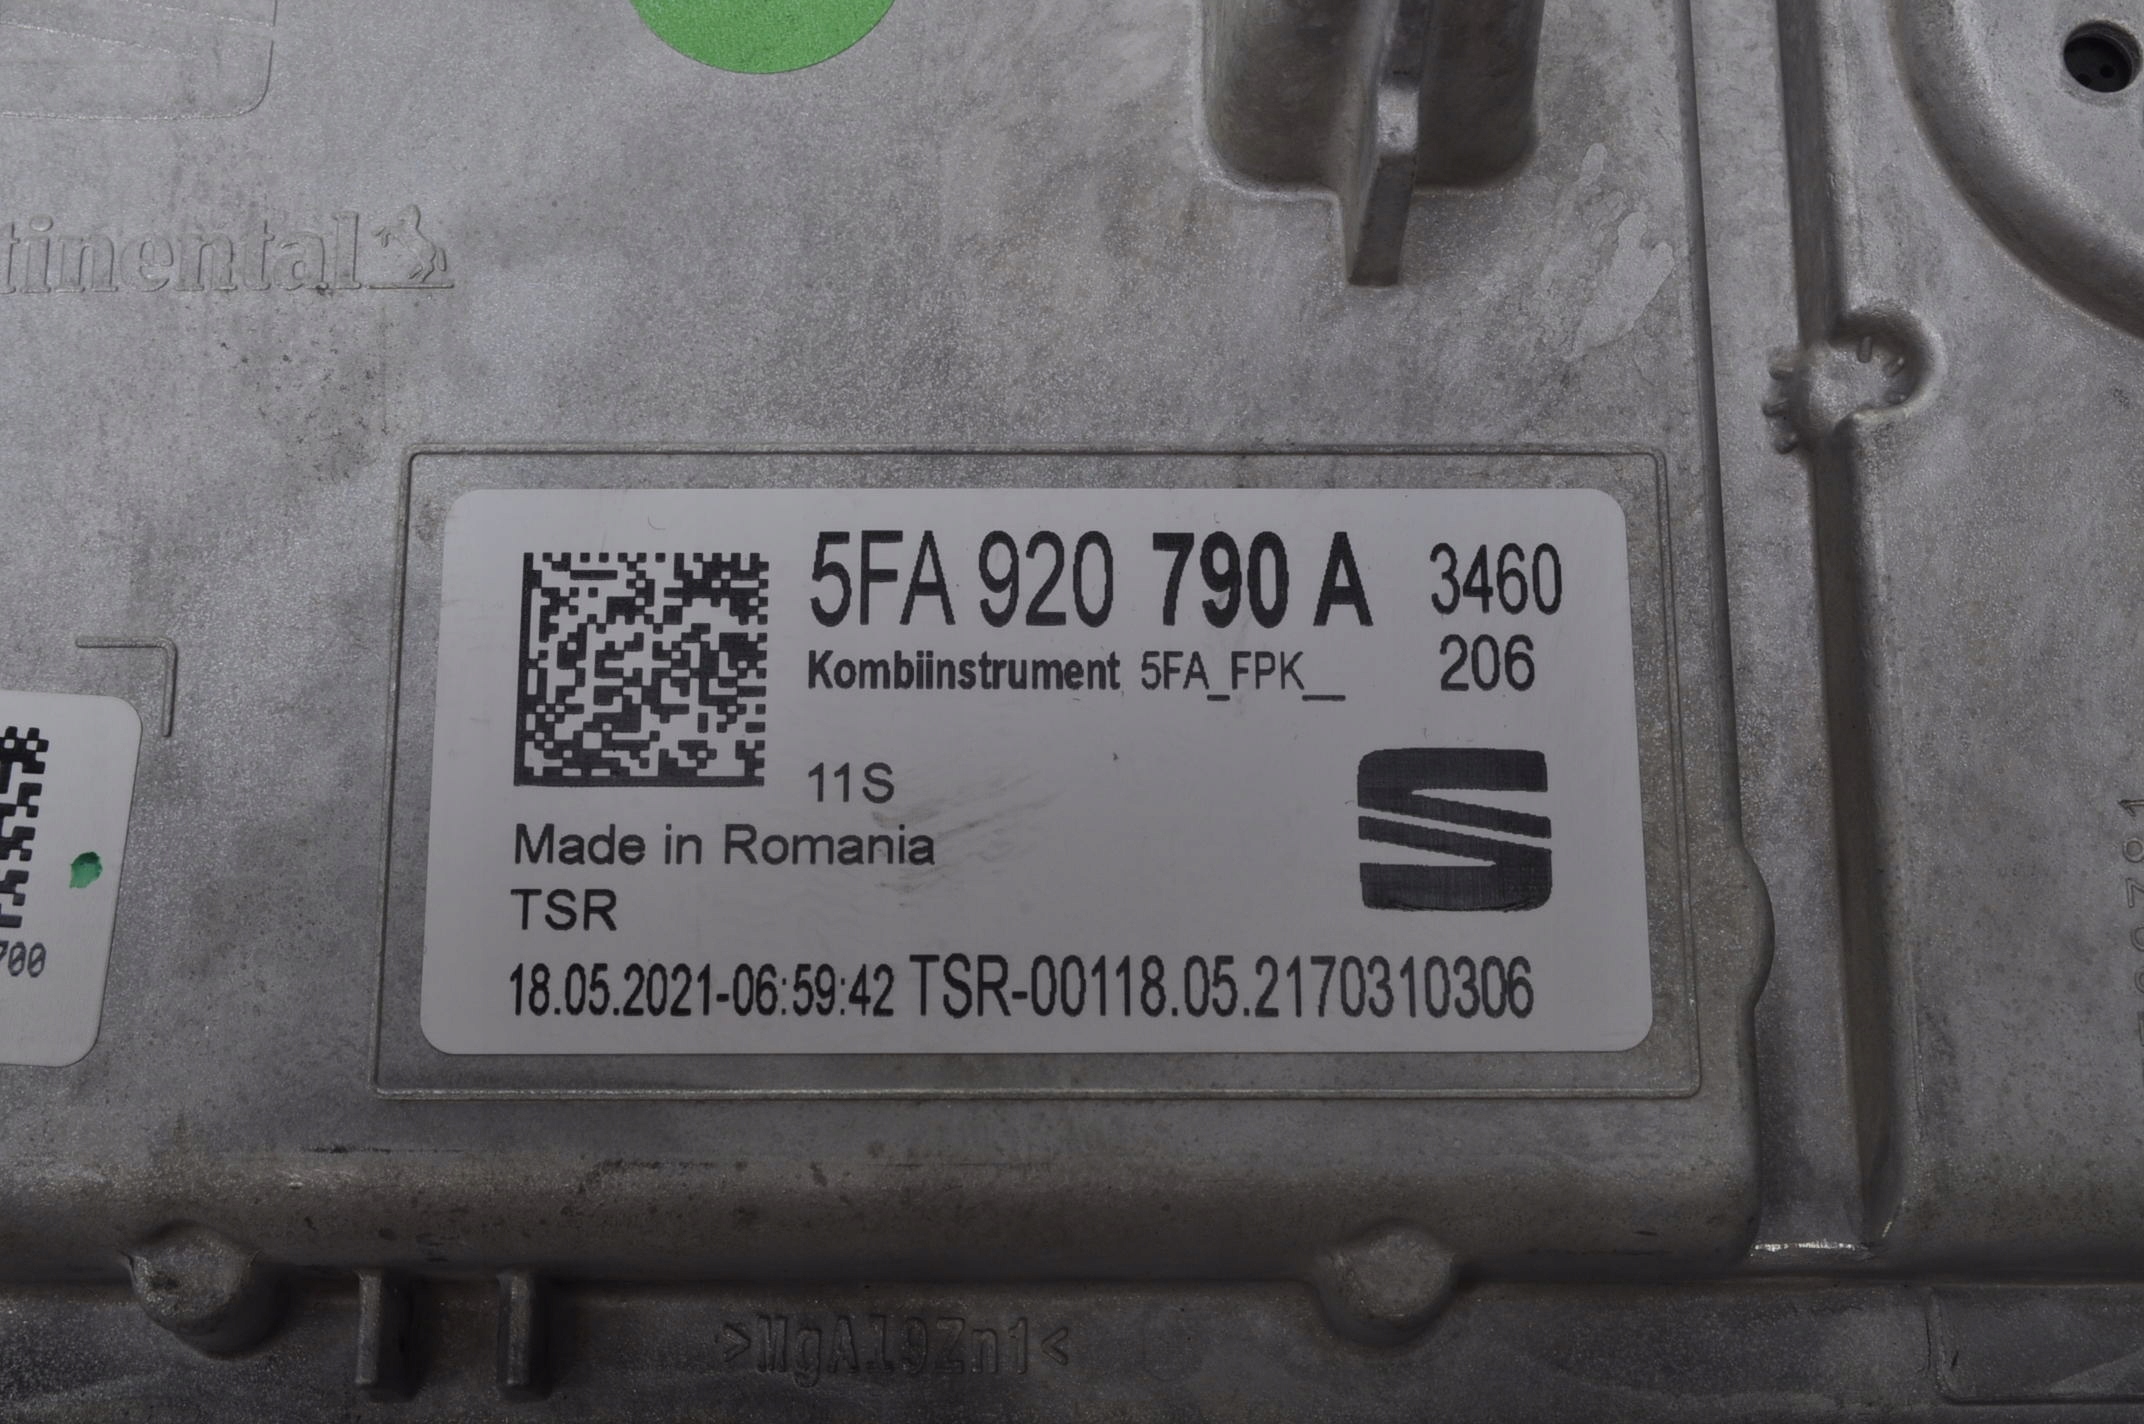 tinental
5FA 920 790 A 3460
Kombiinstrument 5FA_FPK__ 206
11S
Made in Romania
TSR
18.05.2021-06:59:42 TSR-00118.05.2170310306
700
>MgAl9Zn1<